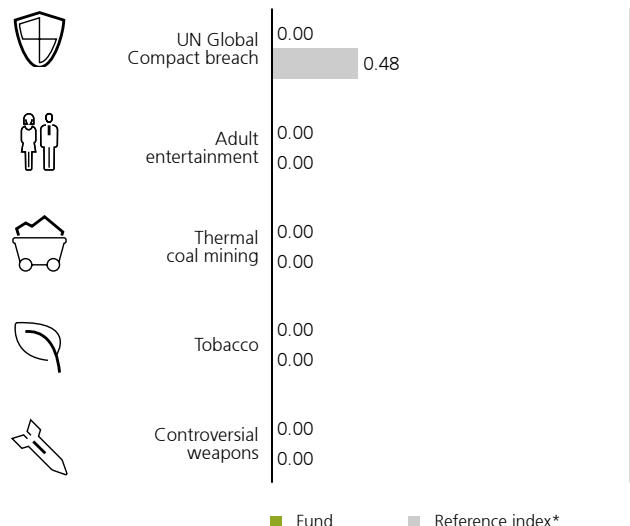 UN Global
Compact breach
0.00
0.48
Adult
entertainment
0.00
0.00
Thermal
coal mining
0.00
0.00
Tobacco
0.00
0.00
Controversial
weapons
0.00
0.00
Fund
Reference index*